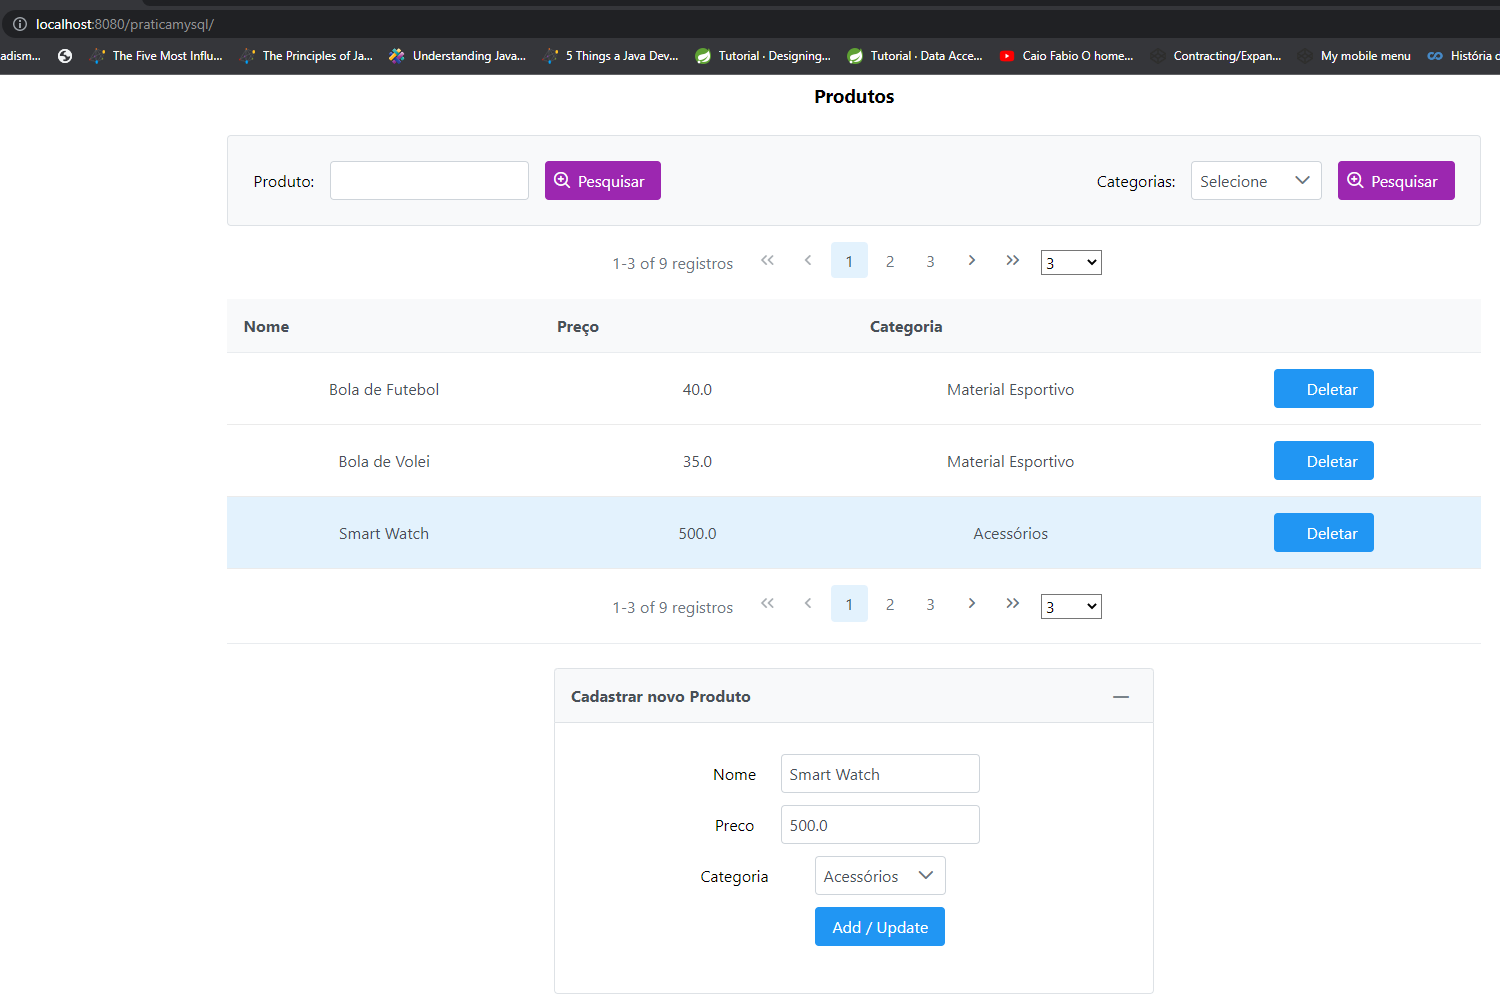 localhost:8080/praticamysql/
adism... The Five Most Influ... The Principles of Ja... Understanding Java... 5 Things a Java Dev... Tutorial · Designing... Tutorial · Data Acce... Caio Fabio O home... Contracting/Expan... My mobile menu História c
Produtos
Produto: Pesquisar Categorias: Selecione Pesquisar
1-3 of 9 registros 1 2 3 3
Nome Preço Categoria
Bola de Futebol 40.0 Material Esportivo Deletar
Bola de Volei 35.0 Material Esportivo Deletar
Smart Watch 500.0 Acessórios Deletar
1-3 of 9 registros 1 2 3 3
Cadastrar novo Produto
Nome Smart Watch
Preco 500.0
Categoria Acessórios
Add / Update